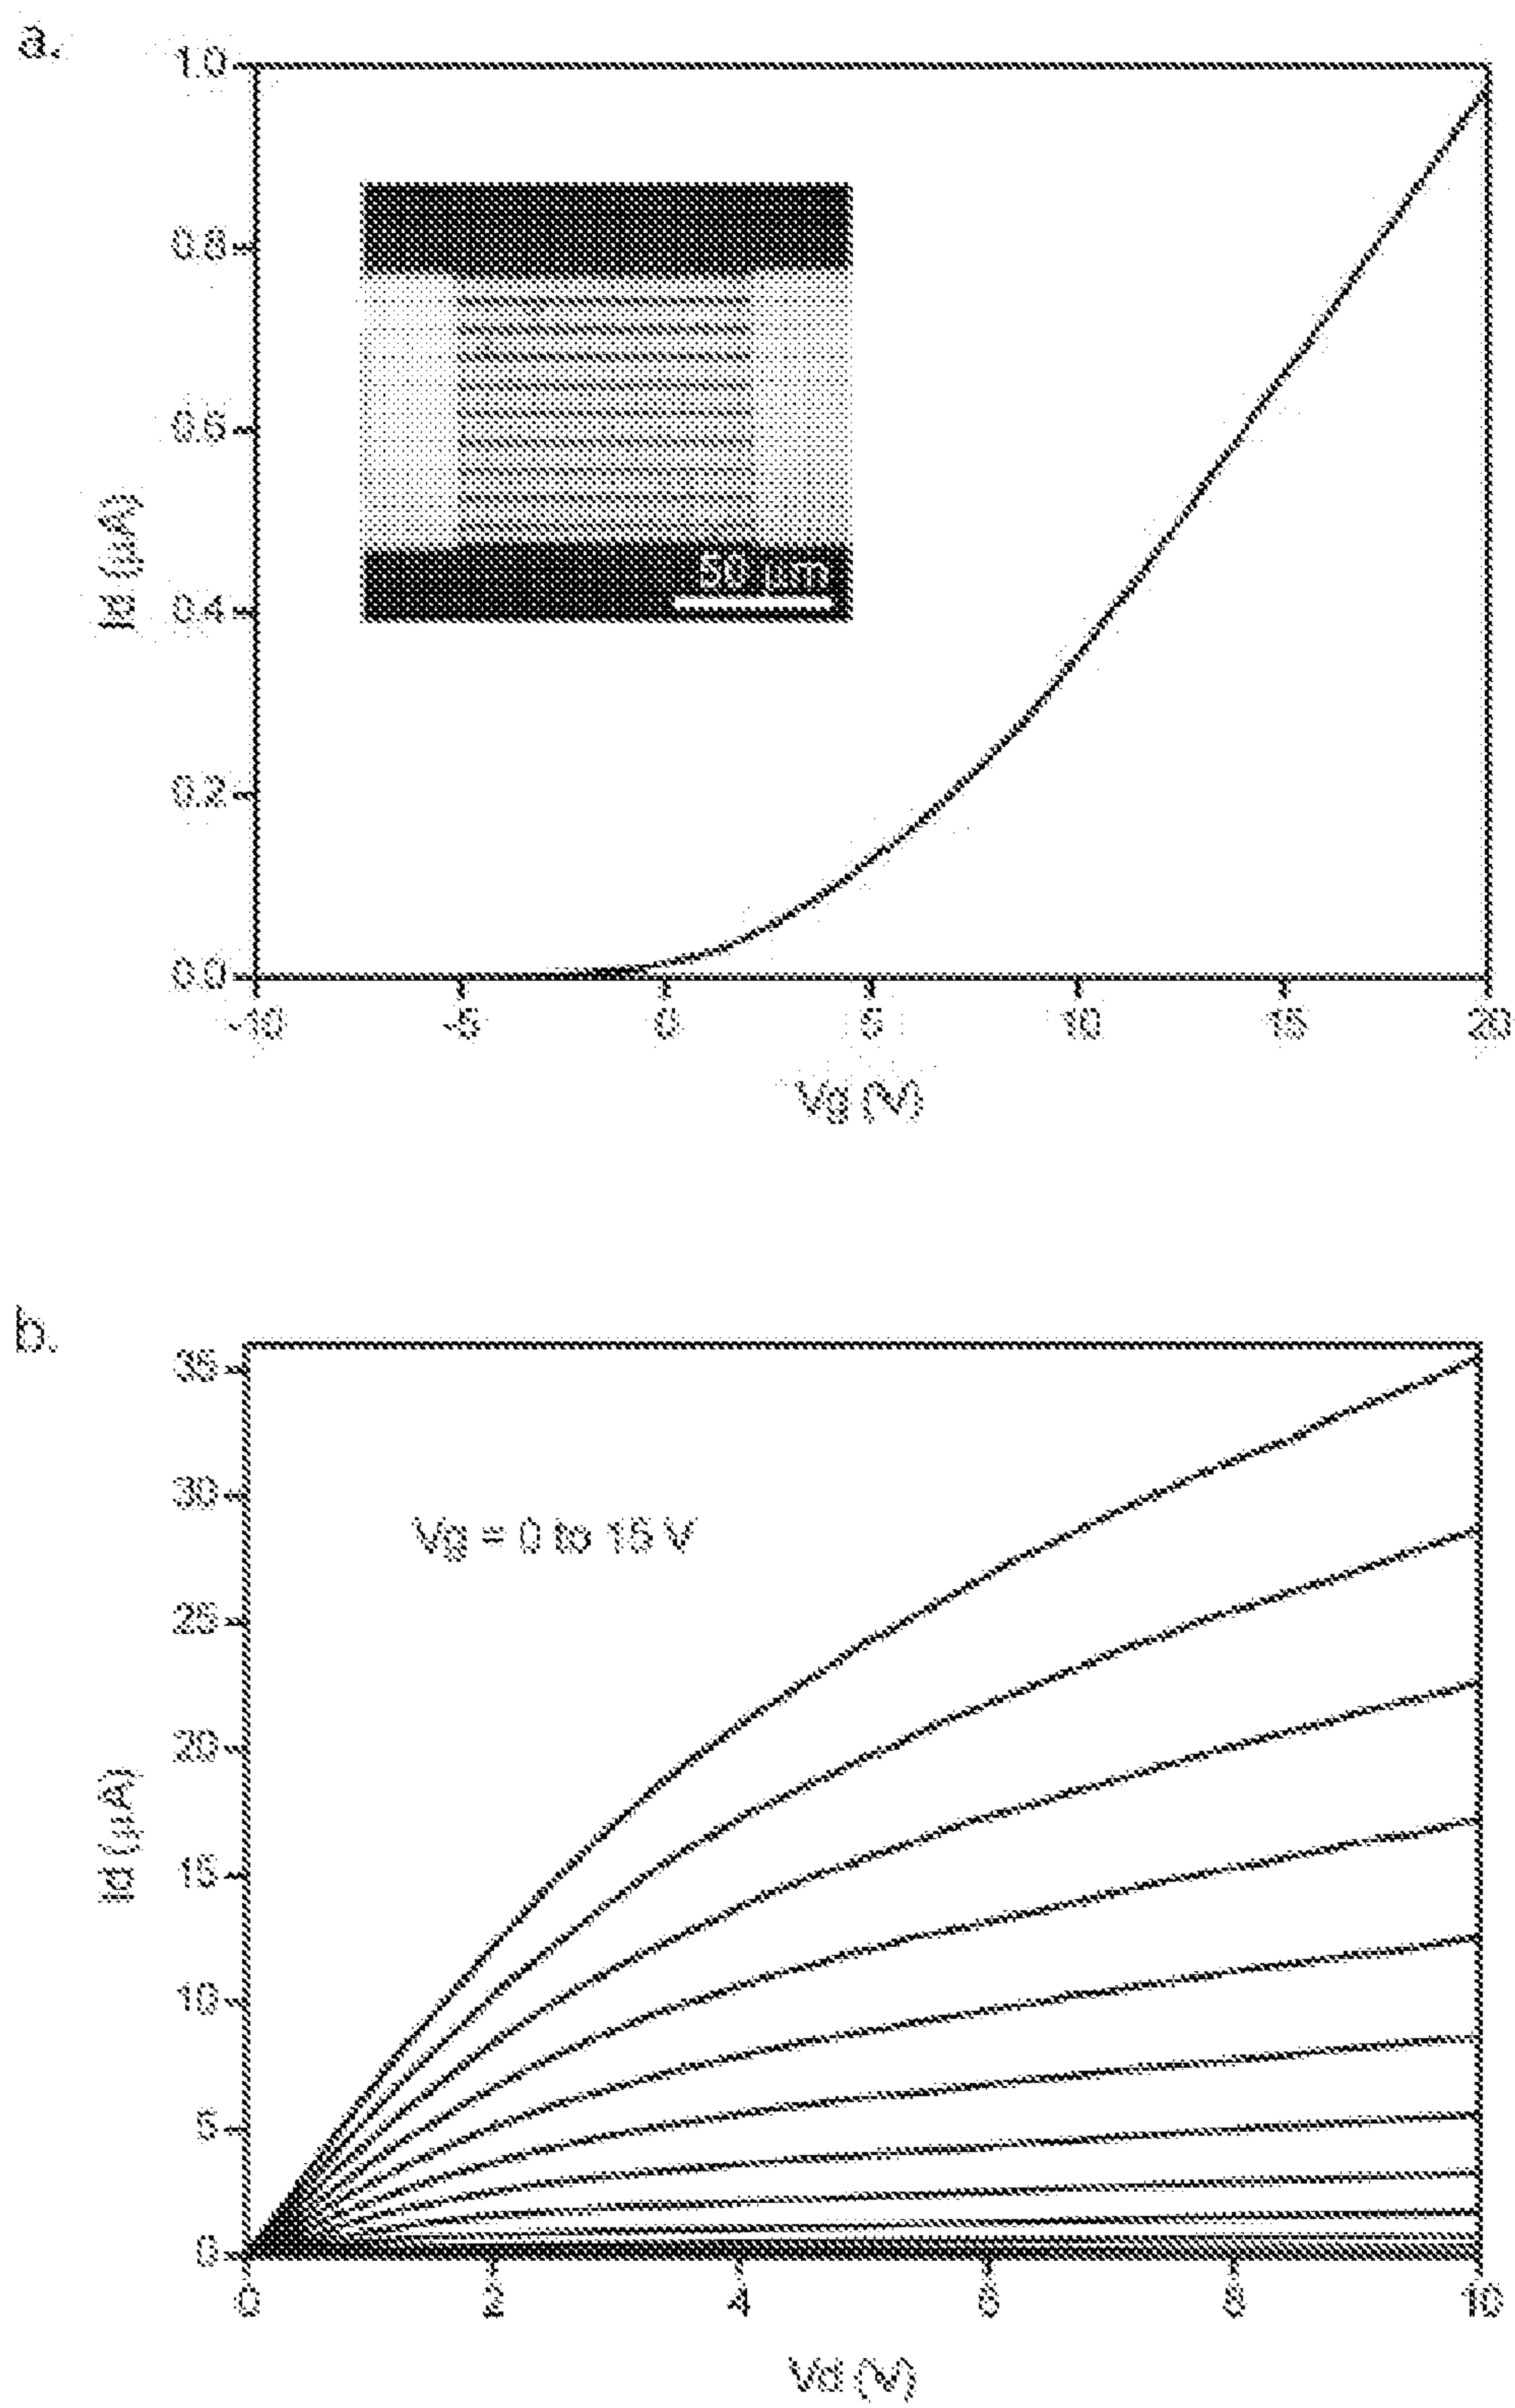 a.
1.0
0.8
0.6
0.4
0.2
0.0
Id (μA)
50 μm
-10 -5 0 5 10 15 20
Vg (V)
b.
35
30
25
20
15
10
5
0
Id (μA)
Vg = 0 to 15 V
0 2 4 6 8 10
Vd (V)